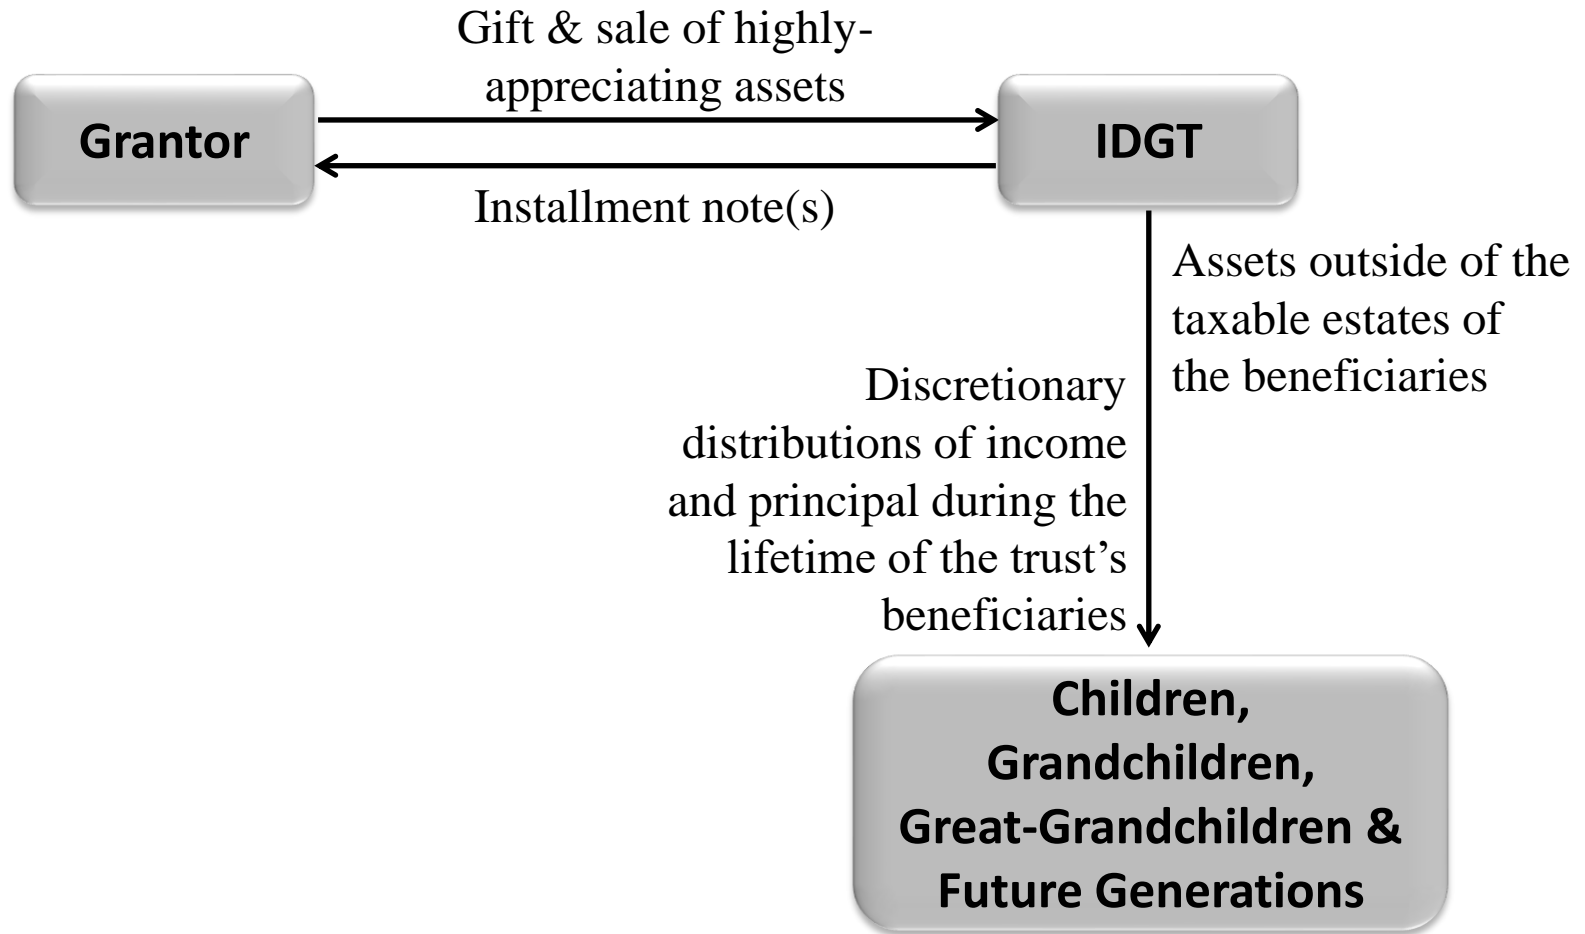 Gift & sale of highly-
appreciating assets
Grantor
IDGT
Installment note(s)
Assets outside of the
taxable estates of
the beneficiaries
Discretionary
distributions of income
and principal during the
lifetime of the trust’s
beneficiaries
Children,
Grandchildren,
Great-Grandchildren &
Future Generations